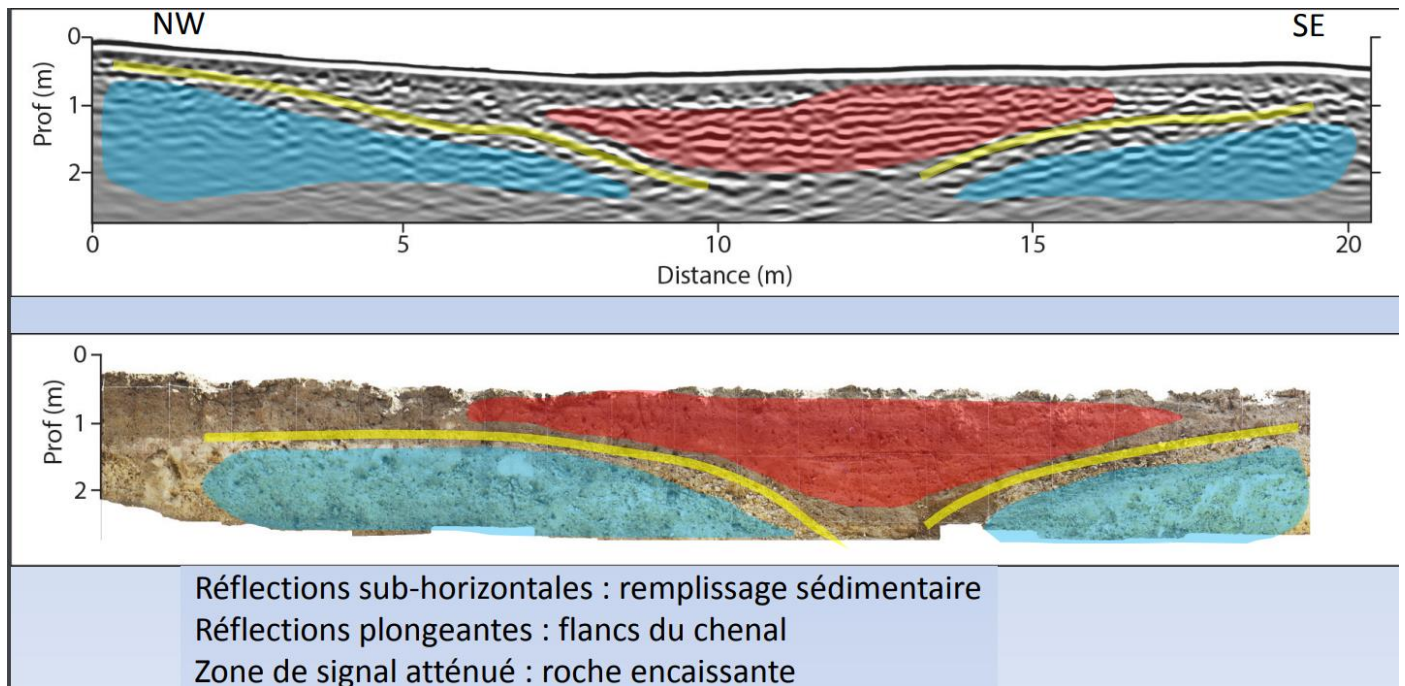 NW
SE
0
1
2
Prof (m)
0
5
10
15
20
Distance (m)
0
1
2
Prof (m)
Réflections sub-horizontales : remplissage sédimentaire
Réflections plongeantes : flancs du chenal
Zone de signal atténué : roche encaissante